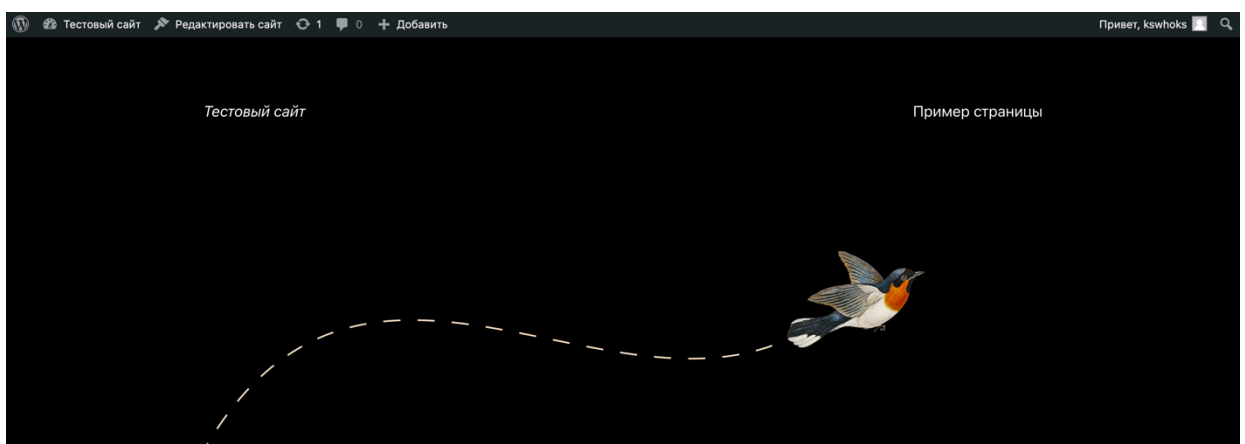 Тестовый сайт Редактировать сайт 1 0 + Добавить Привет, kswhoks
Тестовый сайт Пример страницы